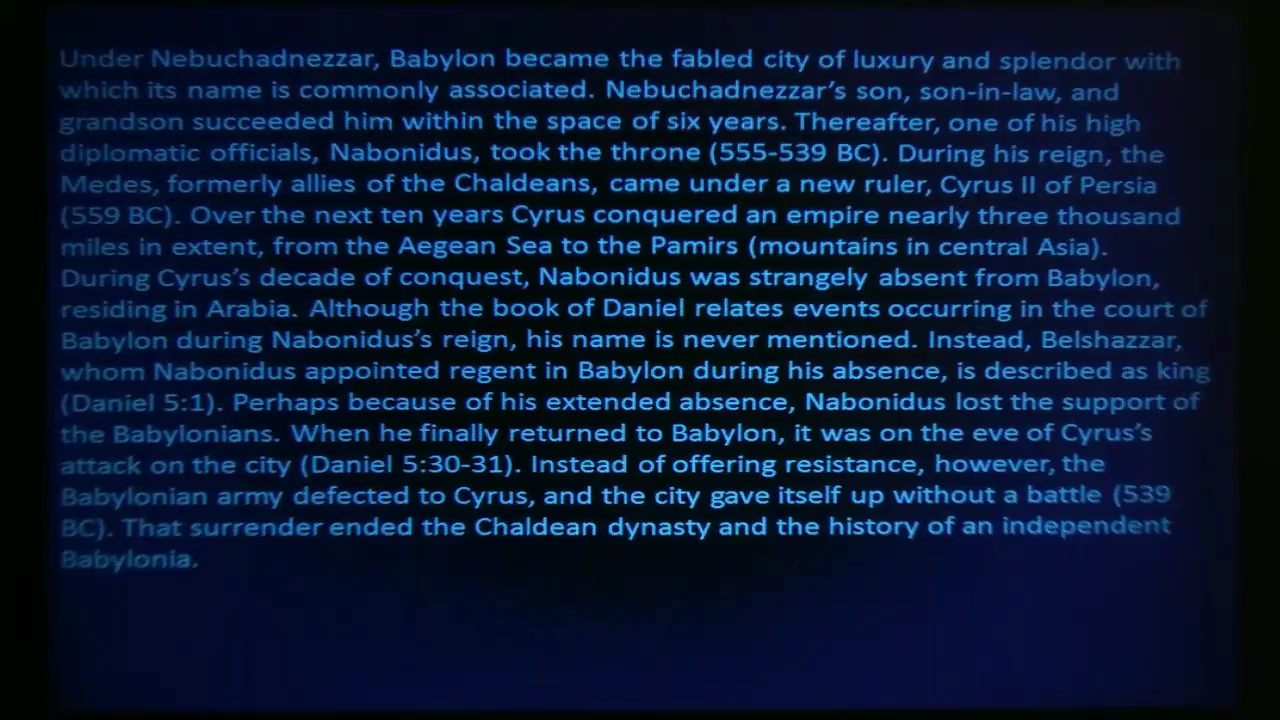 Under Nebuchadnezzar, Babylon became the fabled city of luxury and splendor with
which its name is commonly associated. Nebuchadnezzar’s son, son-in-law, and
grandson succeeded him within the space of six years. Thereafter, one of his high
diplomatic officials, Nabonidus, took the throne (555-539 BC). During his reign, the
Medes, formerly allies of the Chaldeans, came under a new ruler, Cyrus II of Persia
(559 BC). Over the next ten years Cyrus conquered an empire nearly three thousand
miles in extent, from the Aegean Sea to the Pamirs (mountains in central Asia).
During Cyrus’s decade of conquest, Nabonidus was strangely absent from Babylon,
residing in Arabia. Although the book of Daniel relates events occurring in the court of
Babylon during Nabonidus’s reign, his name is never mentioned. Instead, Belshazzar,
whom Nabonidus appointed regent in Babylon during his absence, is described as king
(Daniel 5:1). Perhaps because of his extended absence, Nabonidus lost the support of
the Babylonians. When he finally returned to Babylon, it was on the eve of Cyrus’s
attack on the city (Daniel 5:30-31). Instead of offering resistance, however, the
Babylonian army defected to Cyrus, and the city gave itself up without a battle (539
BC). That surrender ended the Chaldean dynasty and the history of an independent
Babylonia.